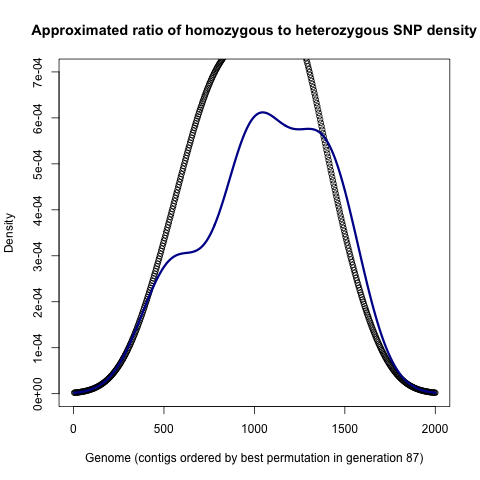 Approximated ratio of homozygous to heterozygous SNP density
7e-04
6e-04
5e-04
4e-04
3e-04
2e-04
1e-04
0e+00
Density
0 500 1000 1500 2000
Genome (contigs ordered by best permutation in generation 87)